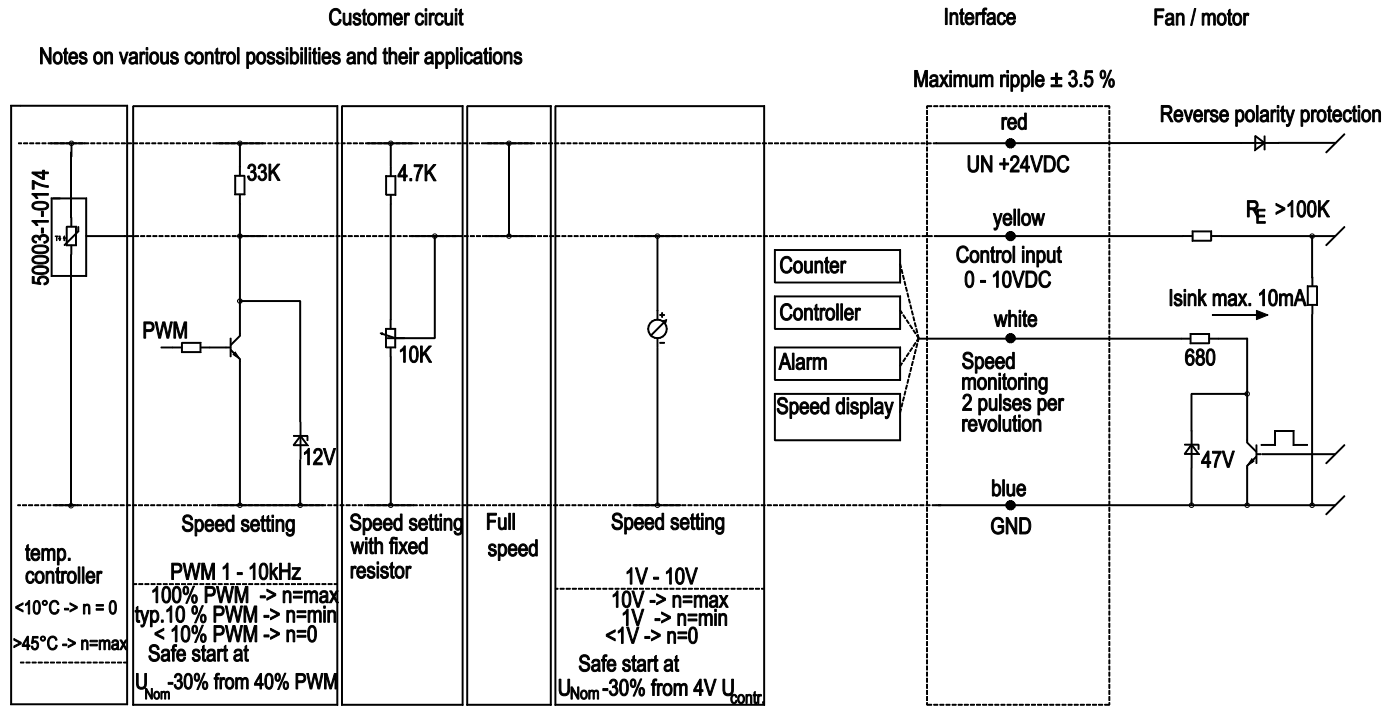 Customer circuit
Interface
Fan / motor
Notes on various control possibilities and their applications
Maximum ripple ± 3.5 %
50003-1-0174
temp.
controller
<10°C -> n = 0
>45°C -> n=max
33K
PWM
12V
Speed setting
PWM 1 - 10kHz
100% PWM -> n=max
typ.10 % PWM -> n=min
< 10% PWM -> n=0
Safe start at
UNom -30% from 40% PWM
4.7K
10K
Speed setting
with fixed
resistor
Full
speed
+
-
Speed setting
1V - 10V
10V -> n=max
1V -> n=min
<1V -> n=0
Safe start at
UNom -30% from 4V Ucontr.
Counter
Controller
Alarm
Speed display
red
UN +24VDC
yellow
Control input
0 - 10VDC
white
Speed
monitoring
2 pulses per
revolution
blue
GND
Reverse polarity protection
RE >100K
Isink max. 10mA
680
47V